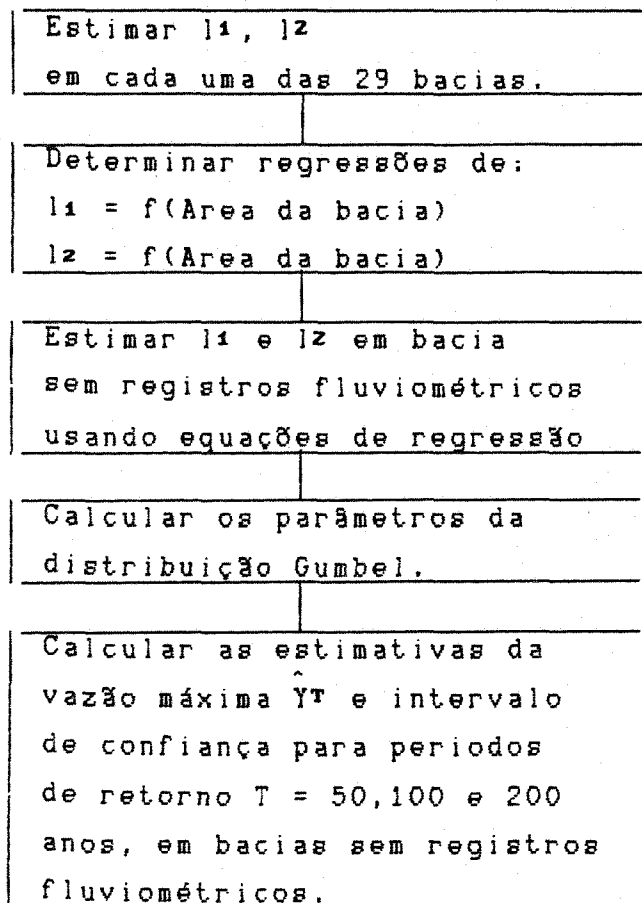 Estimar l1, l2
em cada uma das 29 bacias.
Determinar regressões de:
l1 = f(Area da bacia)
l2 = f(Area da bacia)
Estimar l1 e l2 em bacia
sem registros fluviométricos
usando equações de regressão
Calcular os parâmetros da
distribuição Gumbel.
Calcular as estimativas da
vazão máxima ŶT e intervalo
de confiança para periodos
de retorno T = 50,100 e 200
anos, em bacias sem registros
fluviométricos.